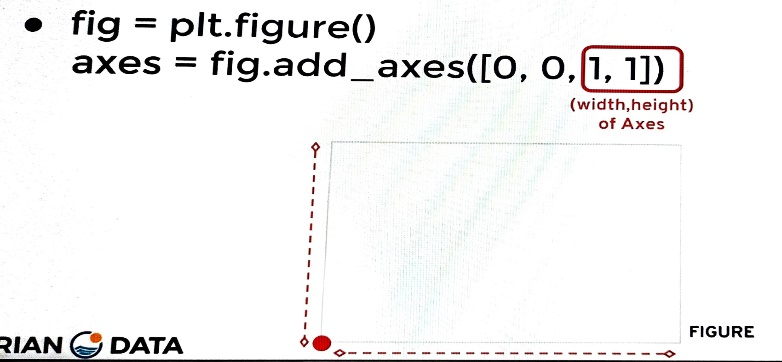 • fig = plt.figure()
axes = fig.add_axes([0, 0, 1, 1])
(width,height)
of Axes
FIGURE
RIAN DATA